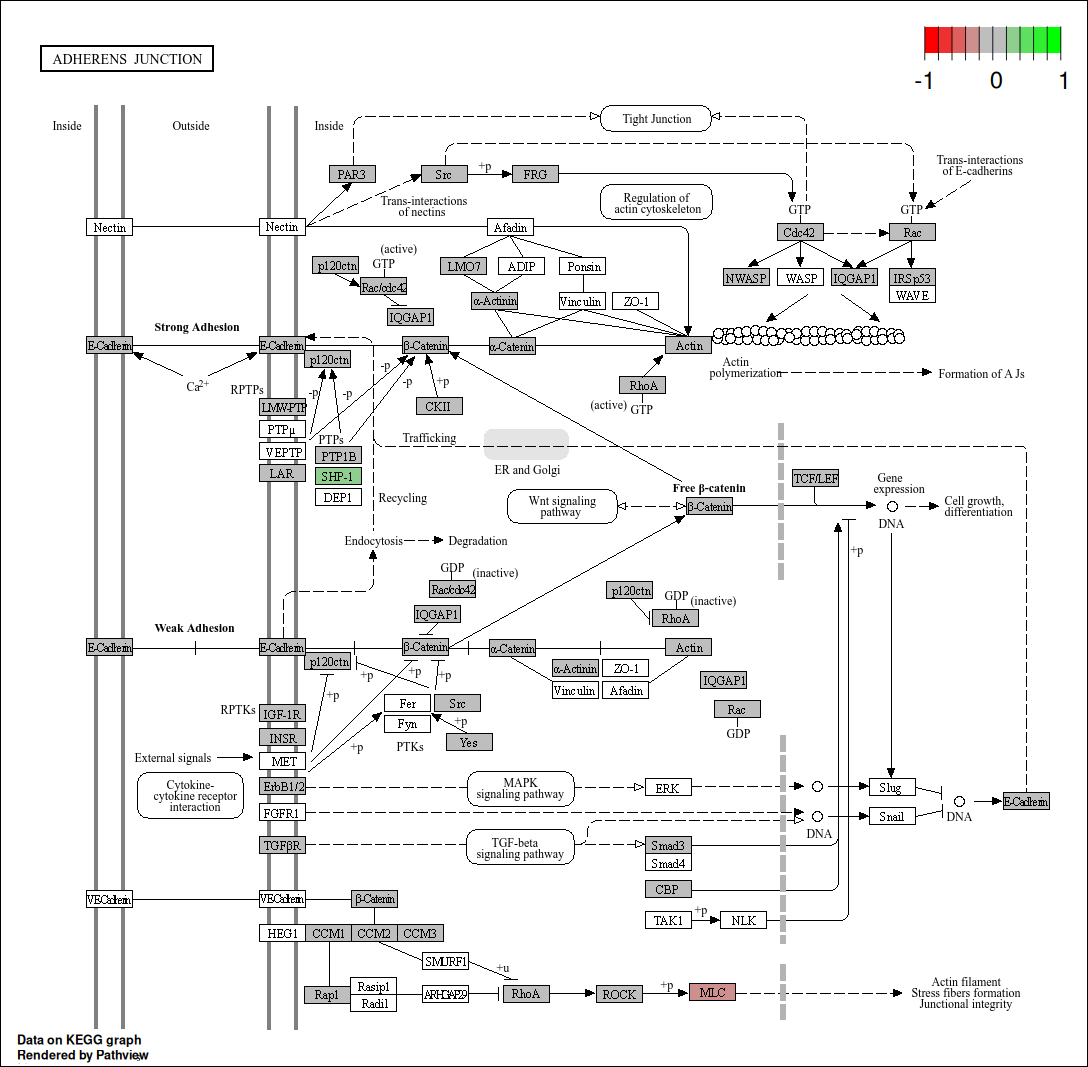 ADHERENS JUNCTION
-1 0 1
Inside
Outside
Inside
Tight Junction
PAR3
Src
+p
FRG
Trans-interactions
of E-cadherins
Trans-interactions
of nectins
Regulation of
actin cytoskeleton
GTP
GTP
Nectin
Nectin
Afadin
Cdc42
Rac
(active)
GTP
p120ctn
Rac/cdc42
IQGAP1
LMO7
ADIP
Ponsin
α-Actinin
Vinculin
ZO-1
NWASP
WASP
IQGAP1
IRSp53
WAVE
Strong Adhesion
E-Cadherin
E-Cadherin
p120ctn
β-Catenin
α-Catenin
Actin
Actin
polymerization
Formation of AJs
Ca2+
RPTPs
-p
-p
-p
-p
+p
CKII
RhoA
(active)
GTP
LMW-PTP
PTPμ
VEPTP
LAR
PTPs
PTP1B
SHP-1
DEP1
Trafficking
ER and Golgi
Recycling
Wnt signaling
pathway
Free β-catenin
β-Catenin
TCF/LEF
Gene
expression
DNA
Cell growth,
differentiation
+p
Endocytosis
Degradation
GDP
(inactive)
Rac/cdc42
IQGAP1
p120ctn
GDP
(inactive)
RhoA
Weak Adhesion
E-Cadherin
E-Cadherin
p120ctn
β-Catenin
α-Catenin
Actin
+p
+p
+p
+p
α-Actinin
ZO-1
Vinculin
Afadin
IQGAP1
Rac
GDP
RPTKs
IGF-1R
INSR
MET
ErbB1/2
FGFR1
TGFβR
Fer
Src
Fyn
+p
PTKs
Yes
+p
External signals
Cytokine-
cytokine receptor
interaction
MAPK
signaling pathway
ERK
Slug
Snail
DNA
DNA
E-Cadherin
TGF-beta
signaling pathway
Smad3
Smad4
CBP
TAK1
+p
NLK
VECadherin
VECadherin
β-Catenin
HEG1
CCM1
CCM2
CCM3
SMURF1
+u
Rap1
Rasip1
Radil
ARHGAP29
RhoA
ROCK
+p
MLC
Actin filament
Stress fibers formation
Junctional integrity
Data on KEGG graph
Rendered by Pathview